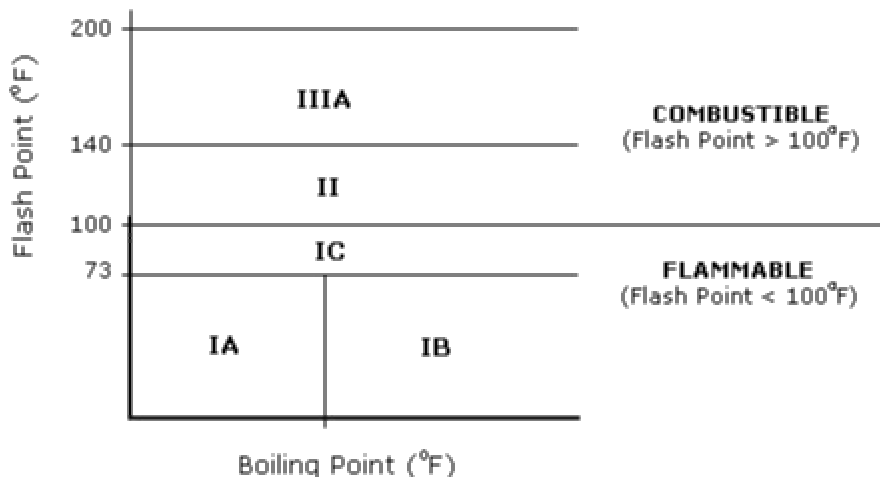 200
IIIA
COMBUSTIBLE
(Flash Point > 100°F)
140
II
100
IC
73
FLAMMABLE
(Flash Point < 100°F)
IA
IB
Flash Point (°F)
Boiling Point (°F)